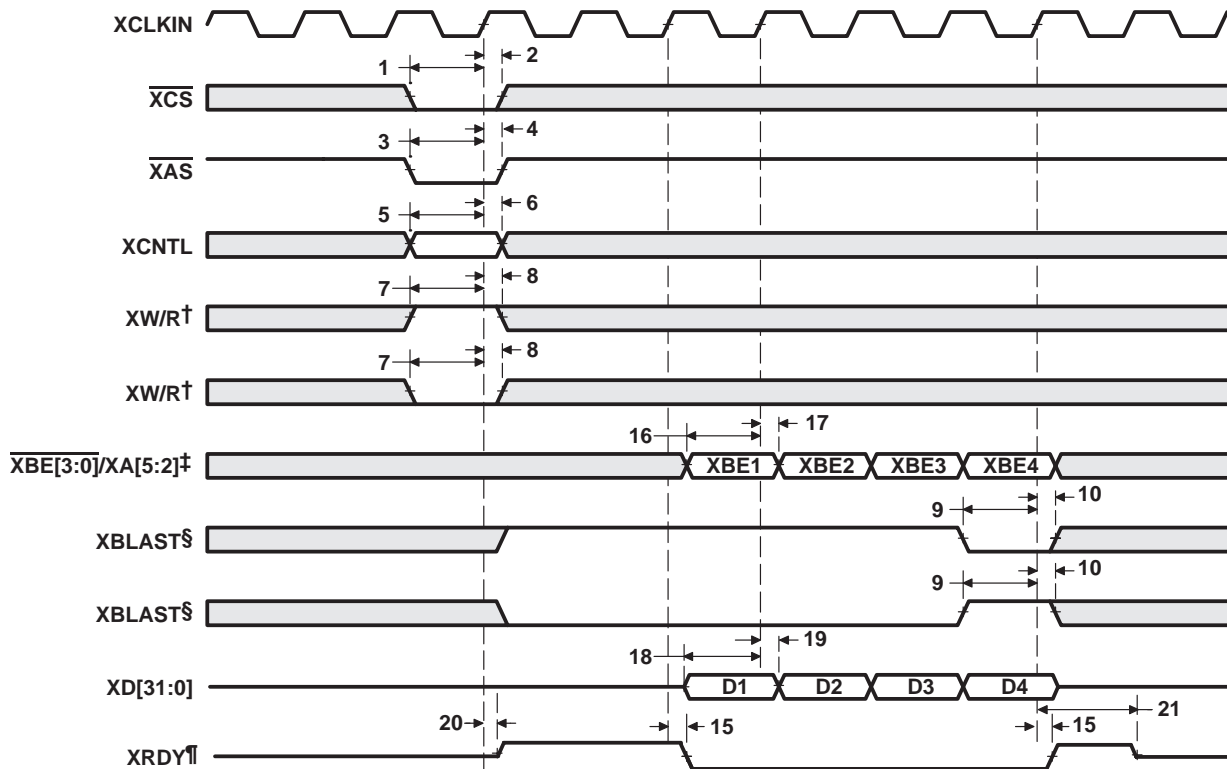 XCLKIN
1
2
XCS
3
4
XAS
5
6
XCNTL
7
8
XW/R†
7
8
XW/R†
16
17
XBE[3:0]/XA[5:2]‡
XBE1
XBE2
XBE3
XBE4
9
10
XBLAST§
9
10
XBLAST§
18
19
XD[31:0]
D1
D2
D3
D4
20
15
15
21
XRDY¶